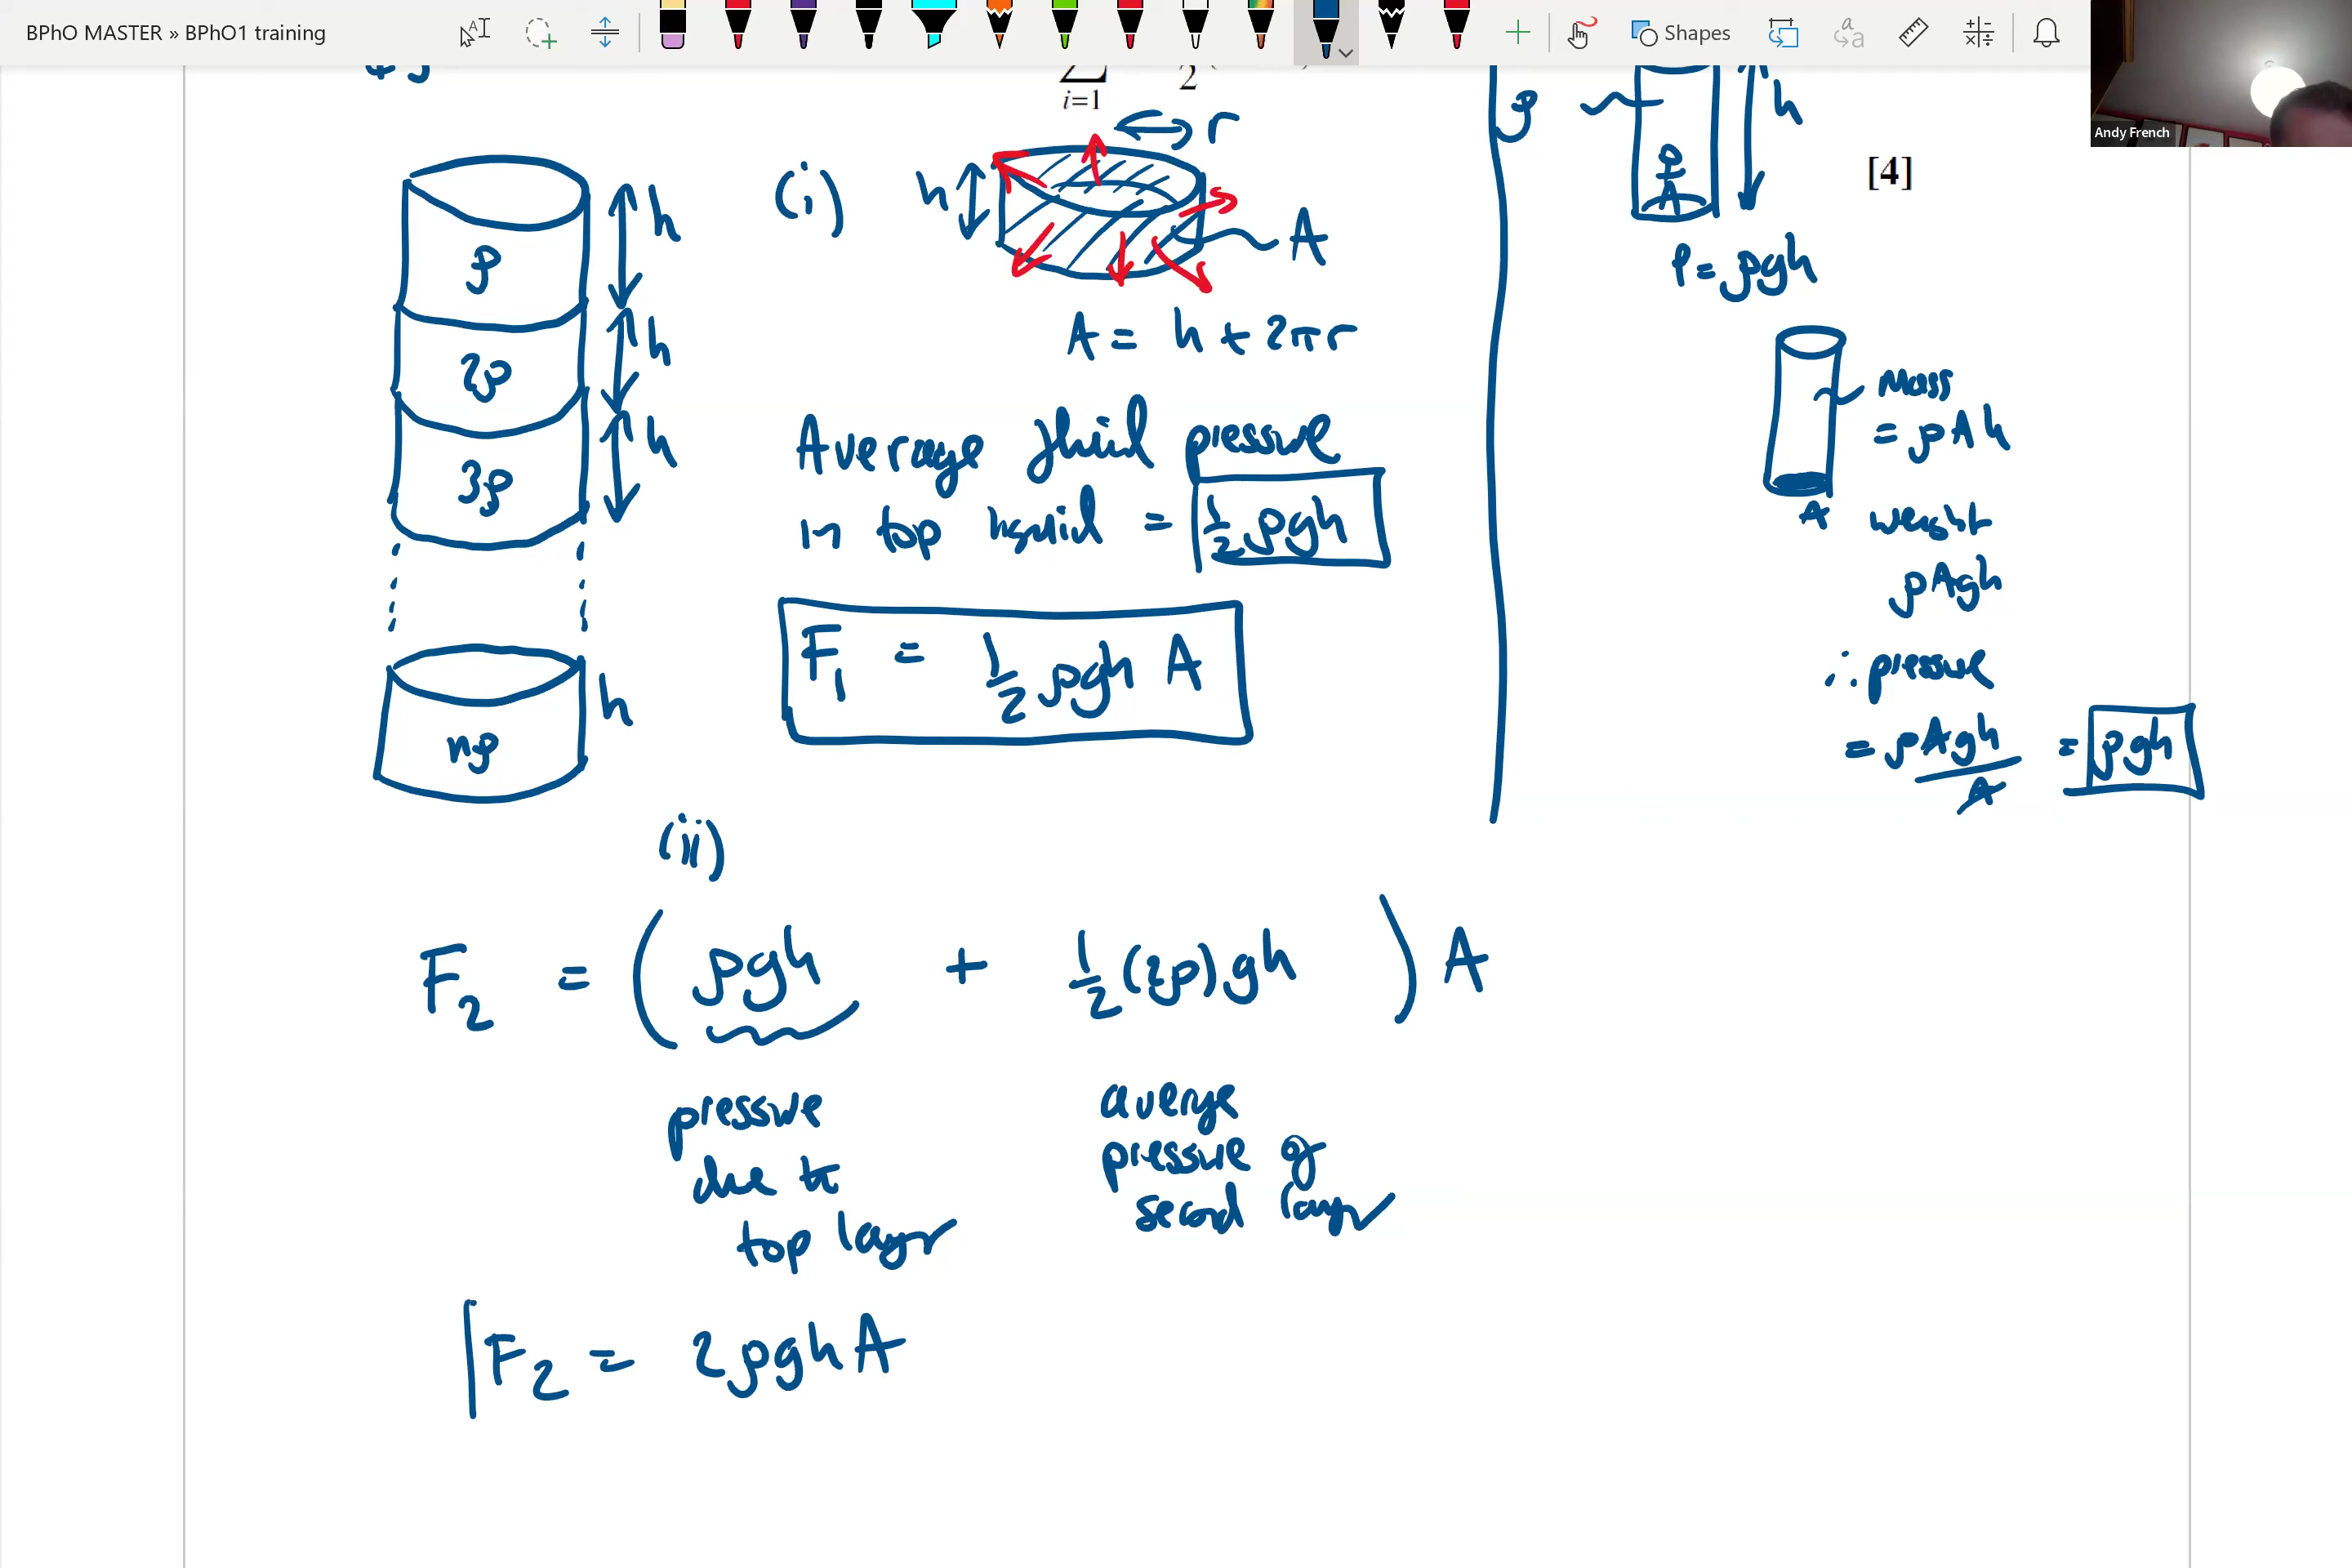 BPhO MASTER » BPhO1 training
Shapes
Andy French
i=1
2
[4]
h
ρ
A
P = ρgh
ρ
h
2ρ
h
3ρ
h
nρ
h
(i)
h
r
A
A = h + 2πr
Average fluid pressure
in top liquid = ½ρgh
F₁ = ½ρgh A
mass
= ρAh
A
weight
ρAgh
∴ pressure
= ρAgh/A = ρgh
(ii)
F₂ = (ρgh + ½(2ρ)gh) A
pressure
due to
top layer
average
pressure of
second layer
F₂ = 2ρghA